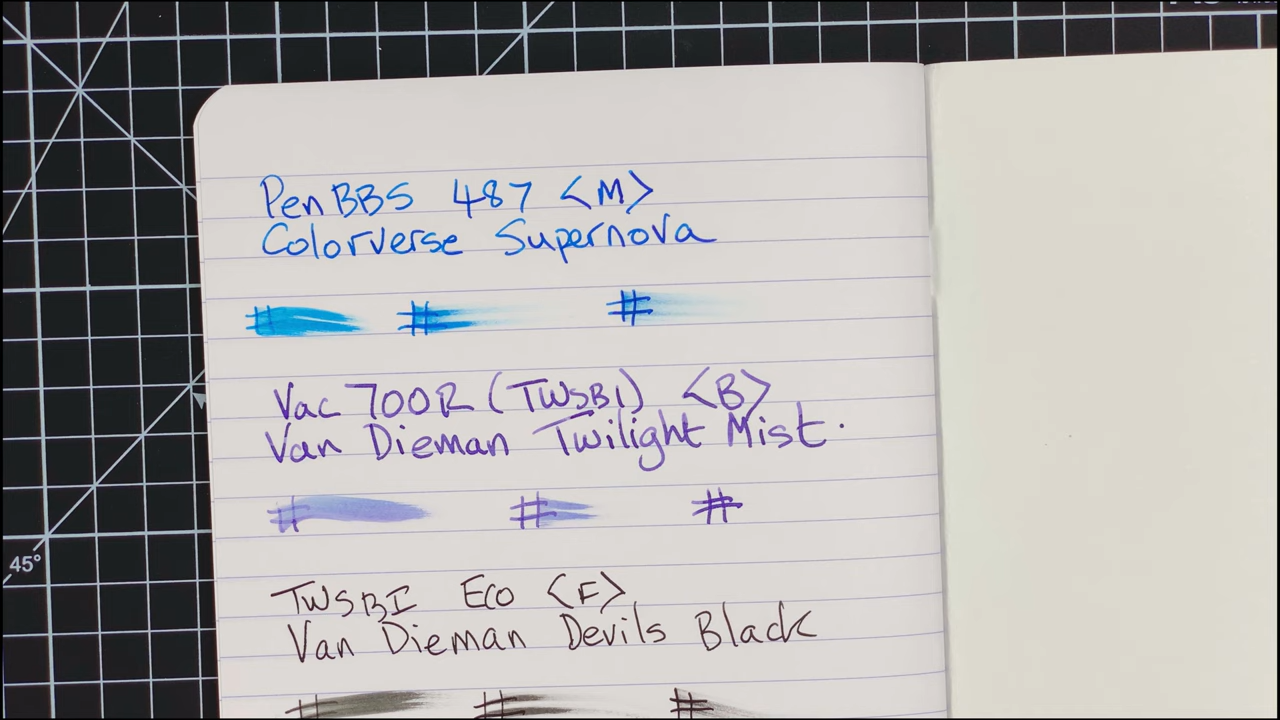 PenBBS 487 <M>
Colorverse Supernova
# # #
Vac 700R (TWSBI) <B>
Van Dieman Twilight Mist.
# # #
TWSBI Eco <F>
Van Dieman Devils Black
# # #
45°